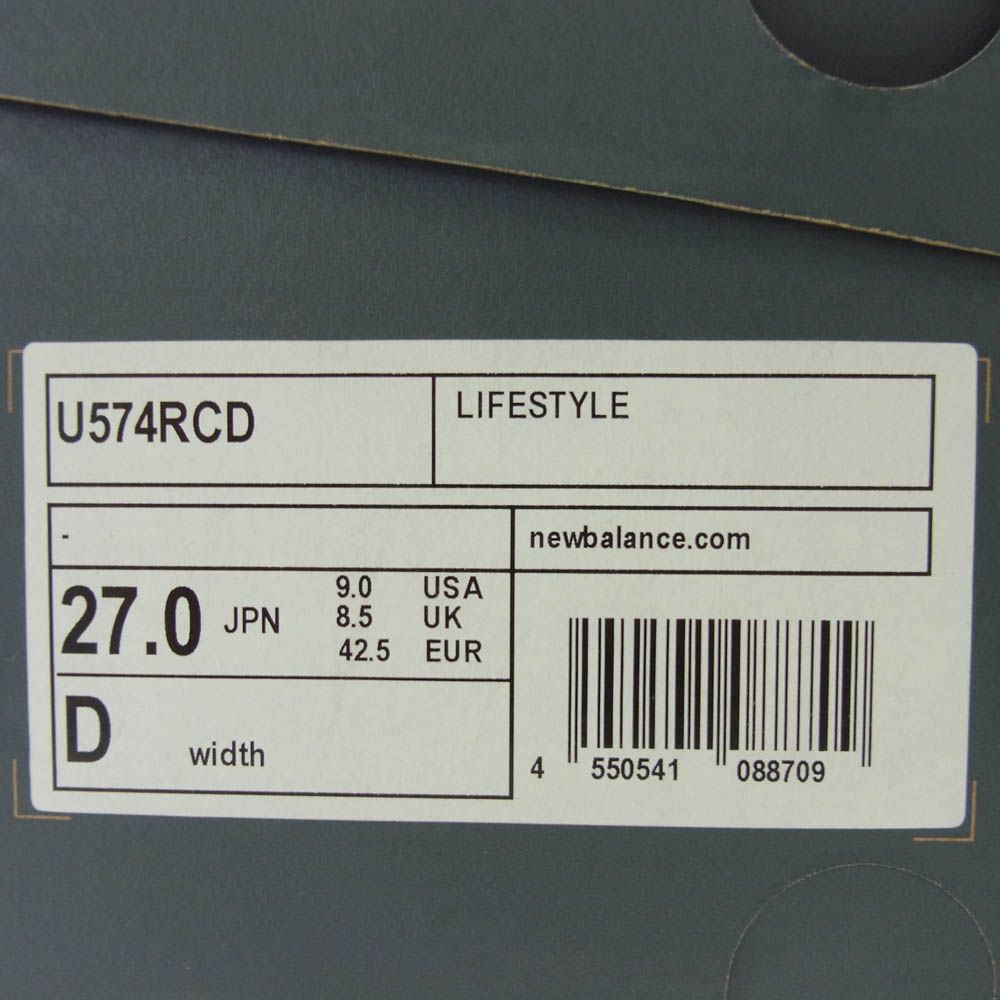 U574RCD
LIFESTYLE
-
newbalance.com
27.0 JPN
9.0 USA
8.5 UK
42.5 EUR
D width
4 550541 088709